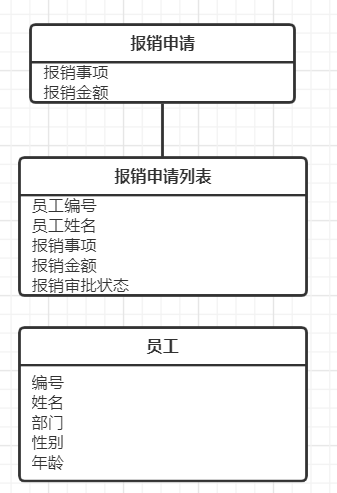 报销申请
报销事项
报销金额
报销申请列表
员工编号
员工姓名
报销事项
报销金额
报销审批状态
员工
编号
姓名
部门
性别
年龄